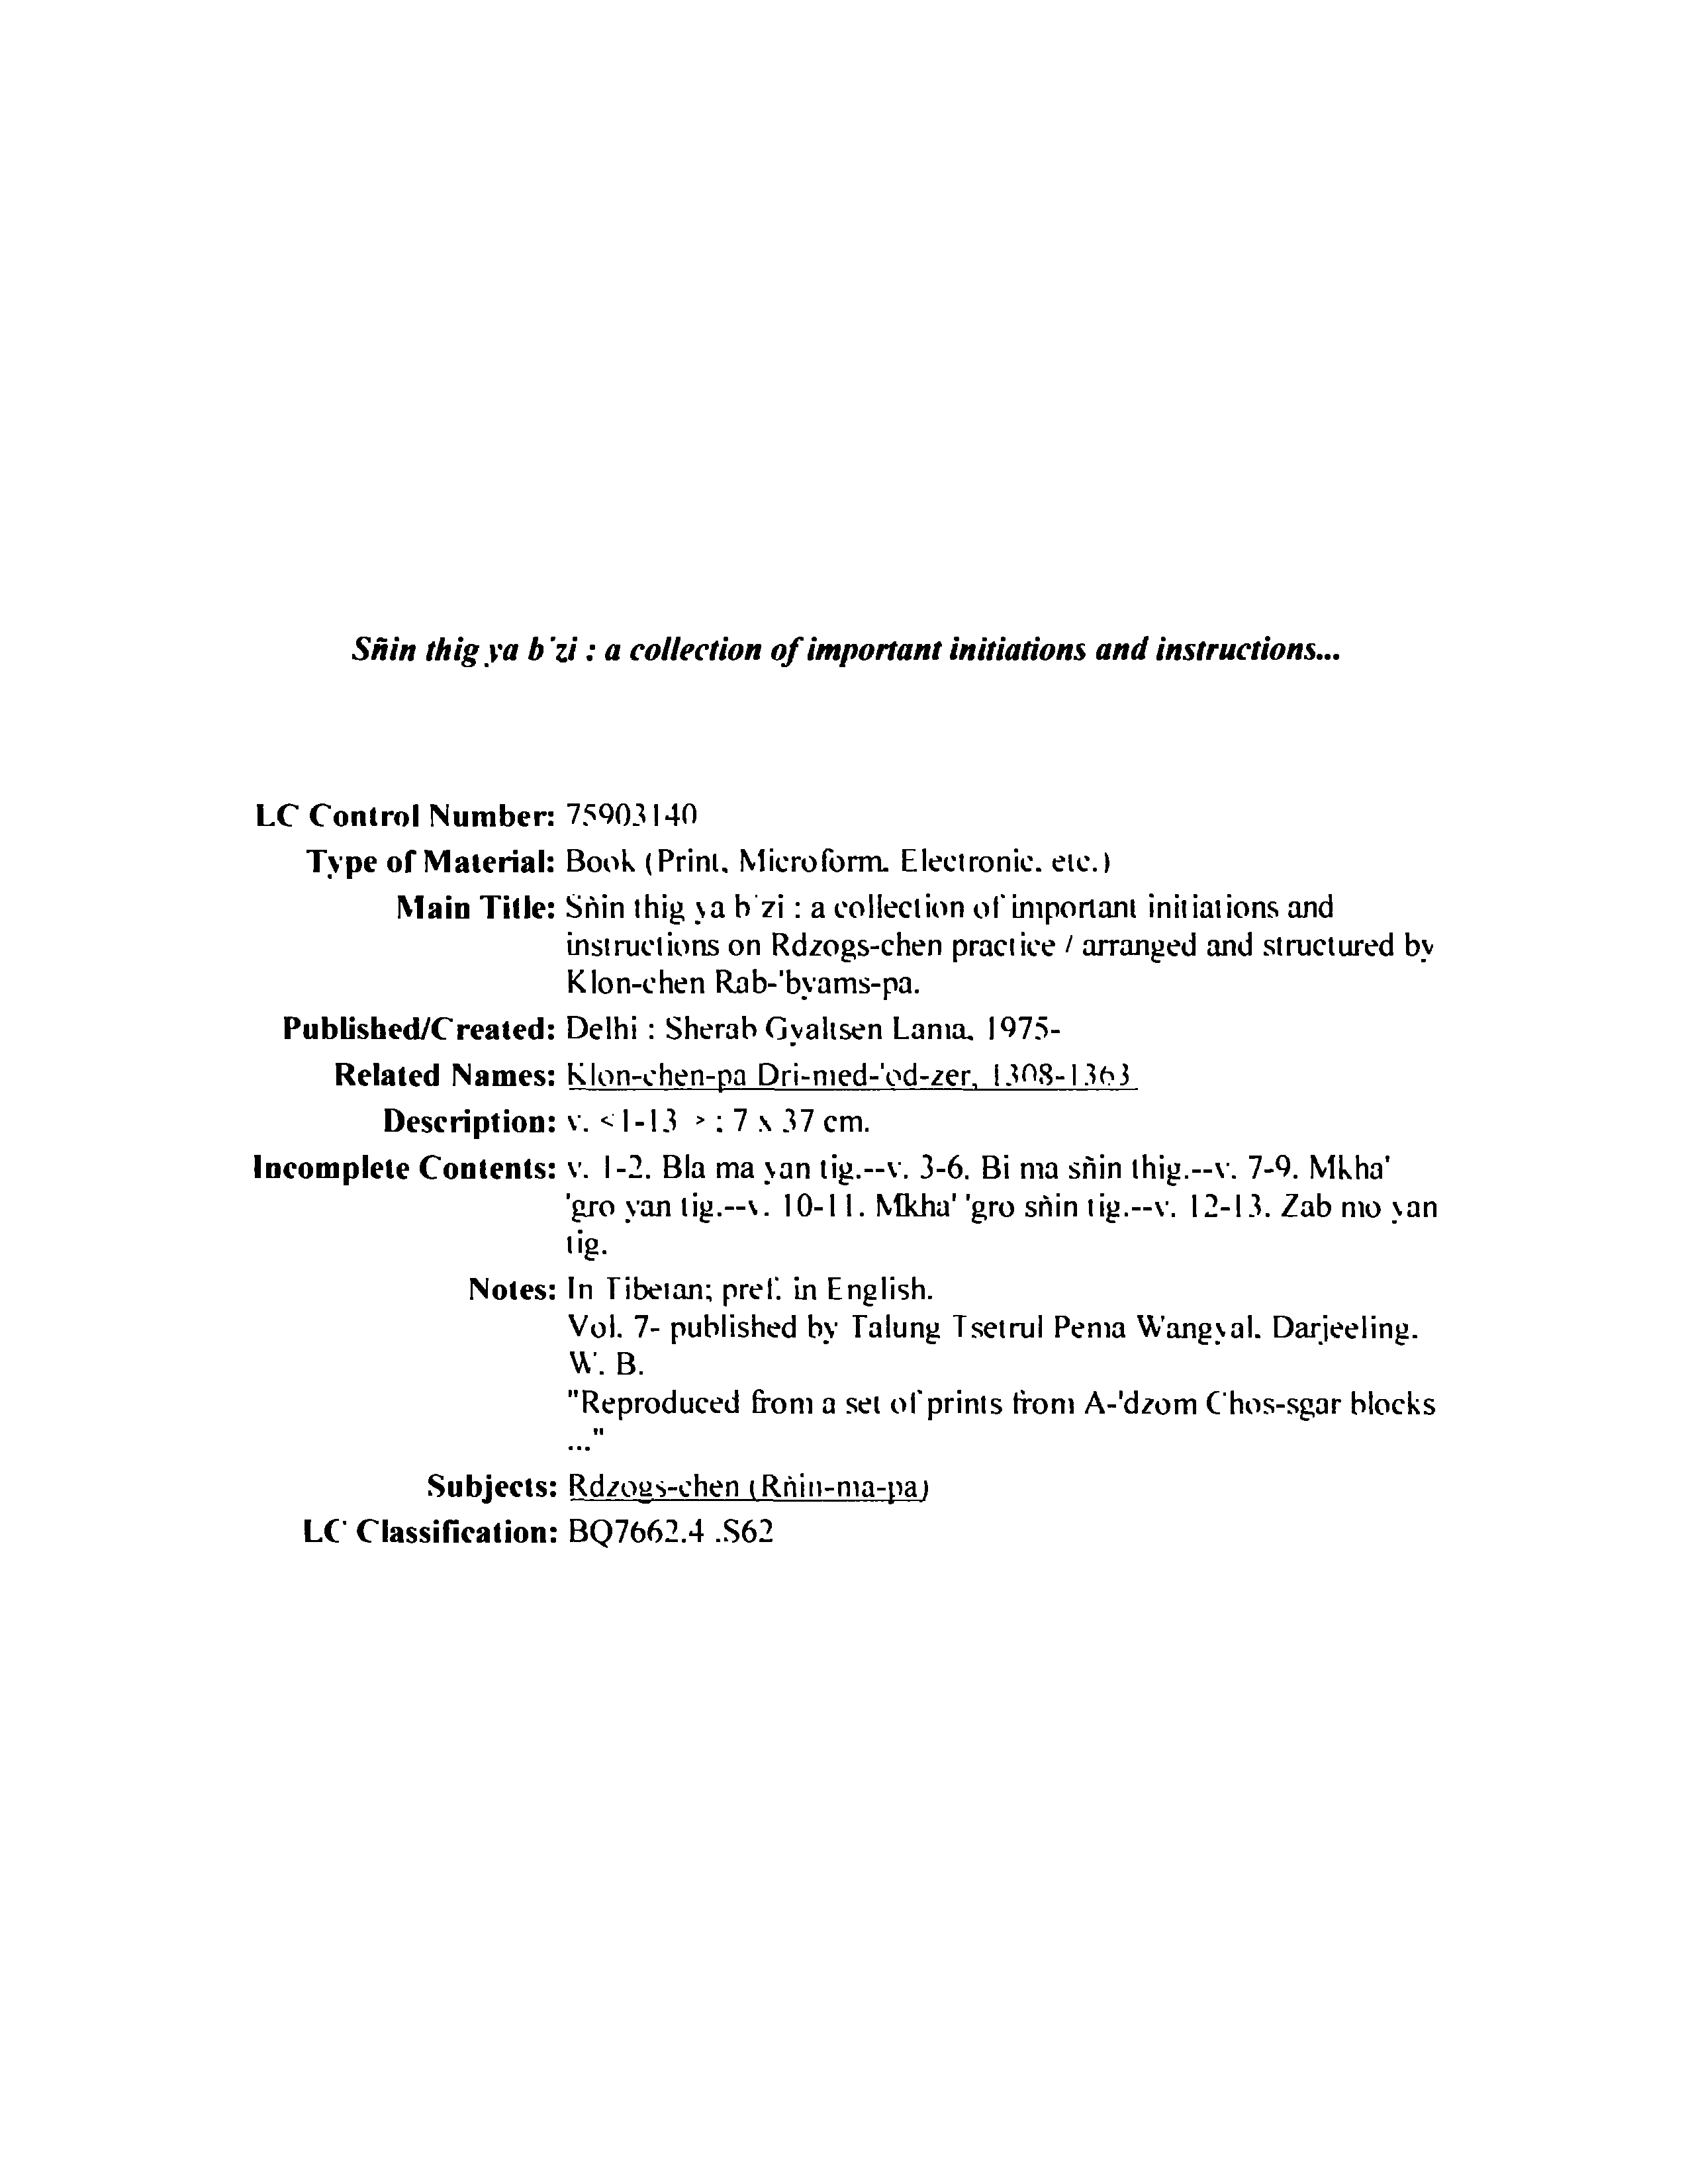 Sñin thig ya b'zi : a collection of important initiations and instructions...
LC Control Number: 75903140
Type of Material: Book (Print, Microform, Electronic, etc.)
Main Title: Sñin thig ya b'zi : a collection of important initiations and
instructions on Rdzogs-chen practice / arranged and structured by
Klon-chen Rab-'byams-pa.
Published/Created: Delhi : Sherab Gyaltsen Lama, 1975-
Related Names: Klon-chen-pa Dri-med-'od-zer, 1308-1363
Description: v. <1-13 > ; 7 x 37 cm.
Incomplete Contents: v. 1-2. Bla ma yan tig.--v. 3-6. Bi ma sñin thig.--v. 7-9. Mkha'
'gro yan tig.--v. 10-11. Mkha' 'gro sñin tig.--v. 12-13. Zab mo yan
tig.
Notes: In Tibetan; pref. in English.
Vol. 7- published by Talung Tsetrul Pema Wangyal, Darjeeling,
W. B.
"Reproduced from a set of prints from A-'dzom Chos-sgar blocks
..."
Subjects: Rdzogs-chen (Rñin-ma-pa)
LC Classification: BQ7662.4 .S62